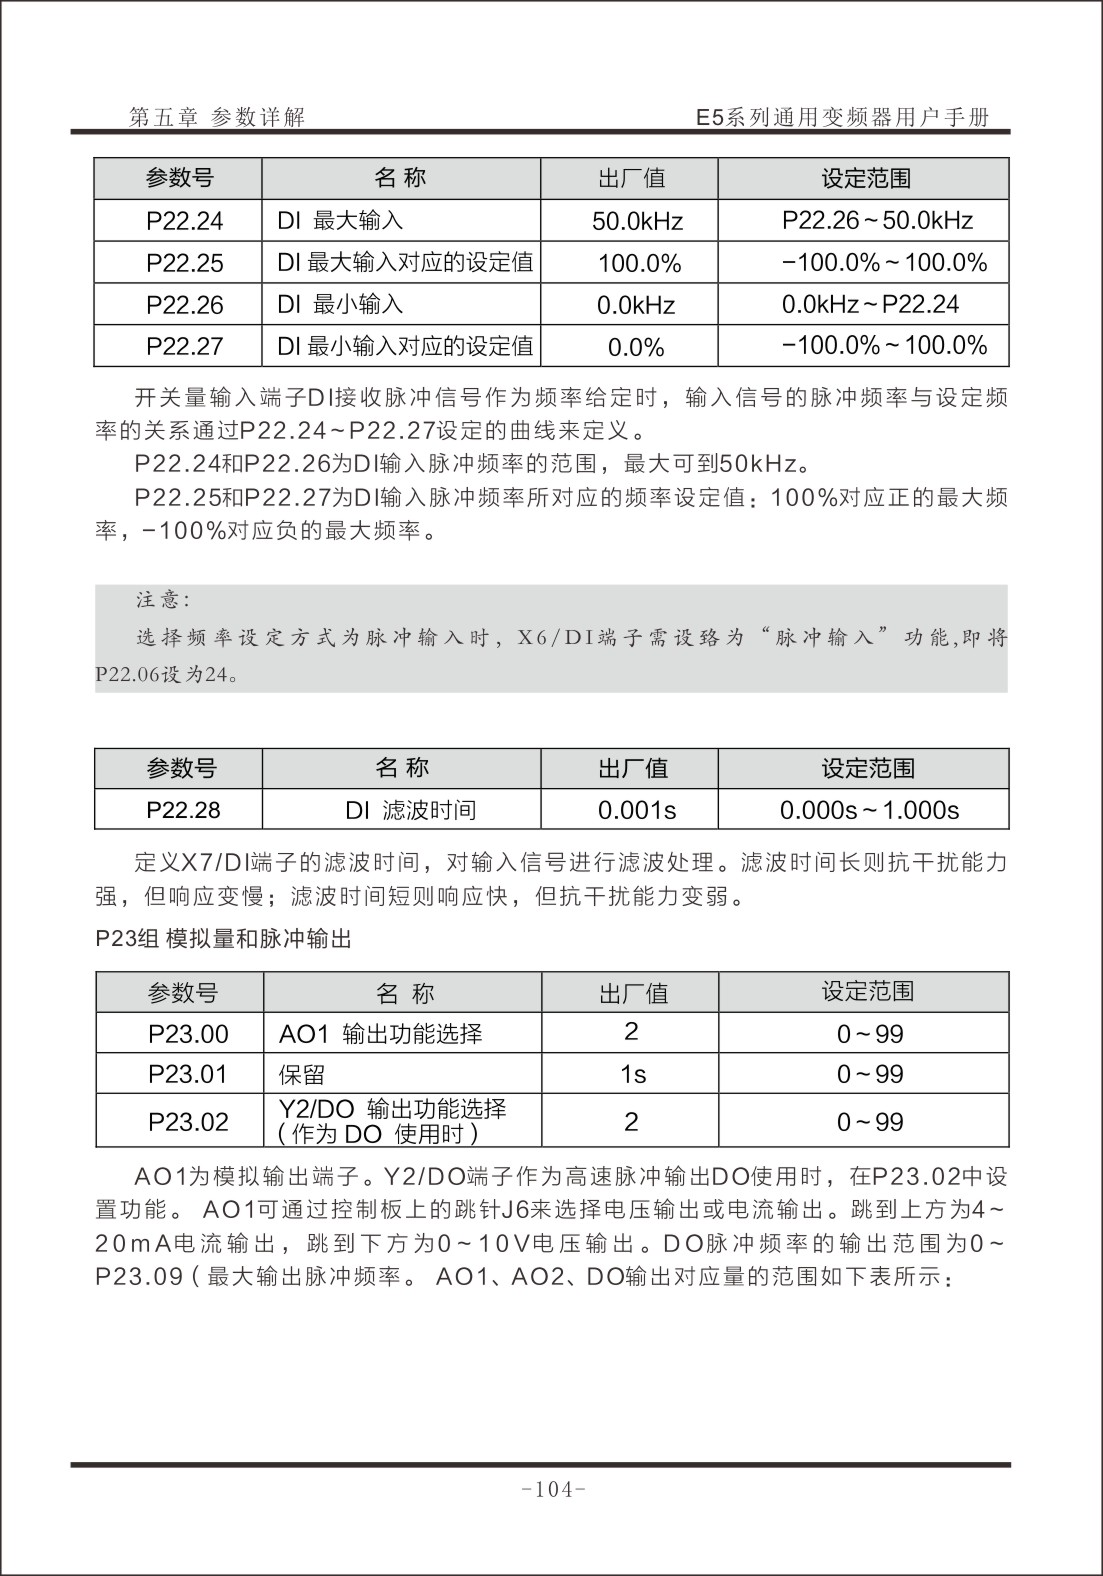 第五章 参数详解 E5系列通用变频器用户手册
参数号 名 称 出厂值 设定范围
P22.24 DI 最大输入 50.0kHz P22.26~50.0kHz
P22.25 DI 最大输入对应的设定值 100.0% -100.0%~100.0%
P22.26 DI 最小输入 0.0kHz 0.0kHz~P22.24
P22.27 DI 最小输入对应的设定值 0.0% -100.0%~100.0%
开关量输入端子DI接收脉冲信号作为频率给定时，输入信号的脉冲频率与设定频
率的关系通过P22.24~P22.27设定的曲线来定义。
P22.24和P22.26为DI输入脉冲频率的范围，最大可到50kHz。
P22.25和P22.27为DI输入脉冲频率所对应的频率设定值：100%对应正的最大频
率，-100%对应负的最大频率。
注意：
选择频率设定方式为脉冲输入时，X6/DI端子需设臵为“脉冲输入”功能,即将
P22.06设为24。
参数号 名 称 出厂值 设定范围
P22.28 DI 滤波时间 0.001s 0.000s~1.000s
定义X7/DI端子的滤波时间，对输入信号进行滤波处理。滤波时间长则抗干扰能力
强，但响应变慢；滤波时间短则响应快，但抗干扰能力变弱。
P23组 模拟量和脉冲输出
参数号 名 称 出厂值 设定范围
P23.00 AO1 输出功能选择 2 0~99
P23.01 保留 1s 0~99
P23.02 Y2/DO 输出功能选择 2 0~99
（作为 DO 使用时）
AO1为模拟输出端子。Y2/DO端子作为高速脉冲输出DO使用时，在P23.02中设
置功能。 AO1可通过控制板上的跳针J6来选择电压输出或电流输出。跳到上方为4~
20mA电流输出，跳到下方为0~10V电压输出。DO脉冲频率的输出范围为0~
P23.09（最大输出脉冲频率。 AO1、AO2、DO输出对应量的范围如下表所示：
-104-